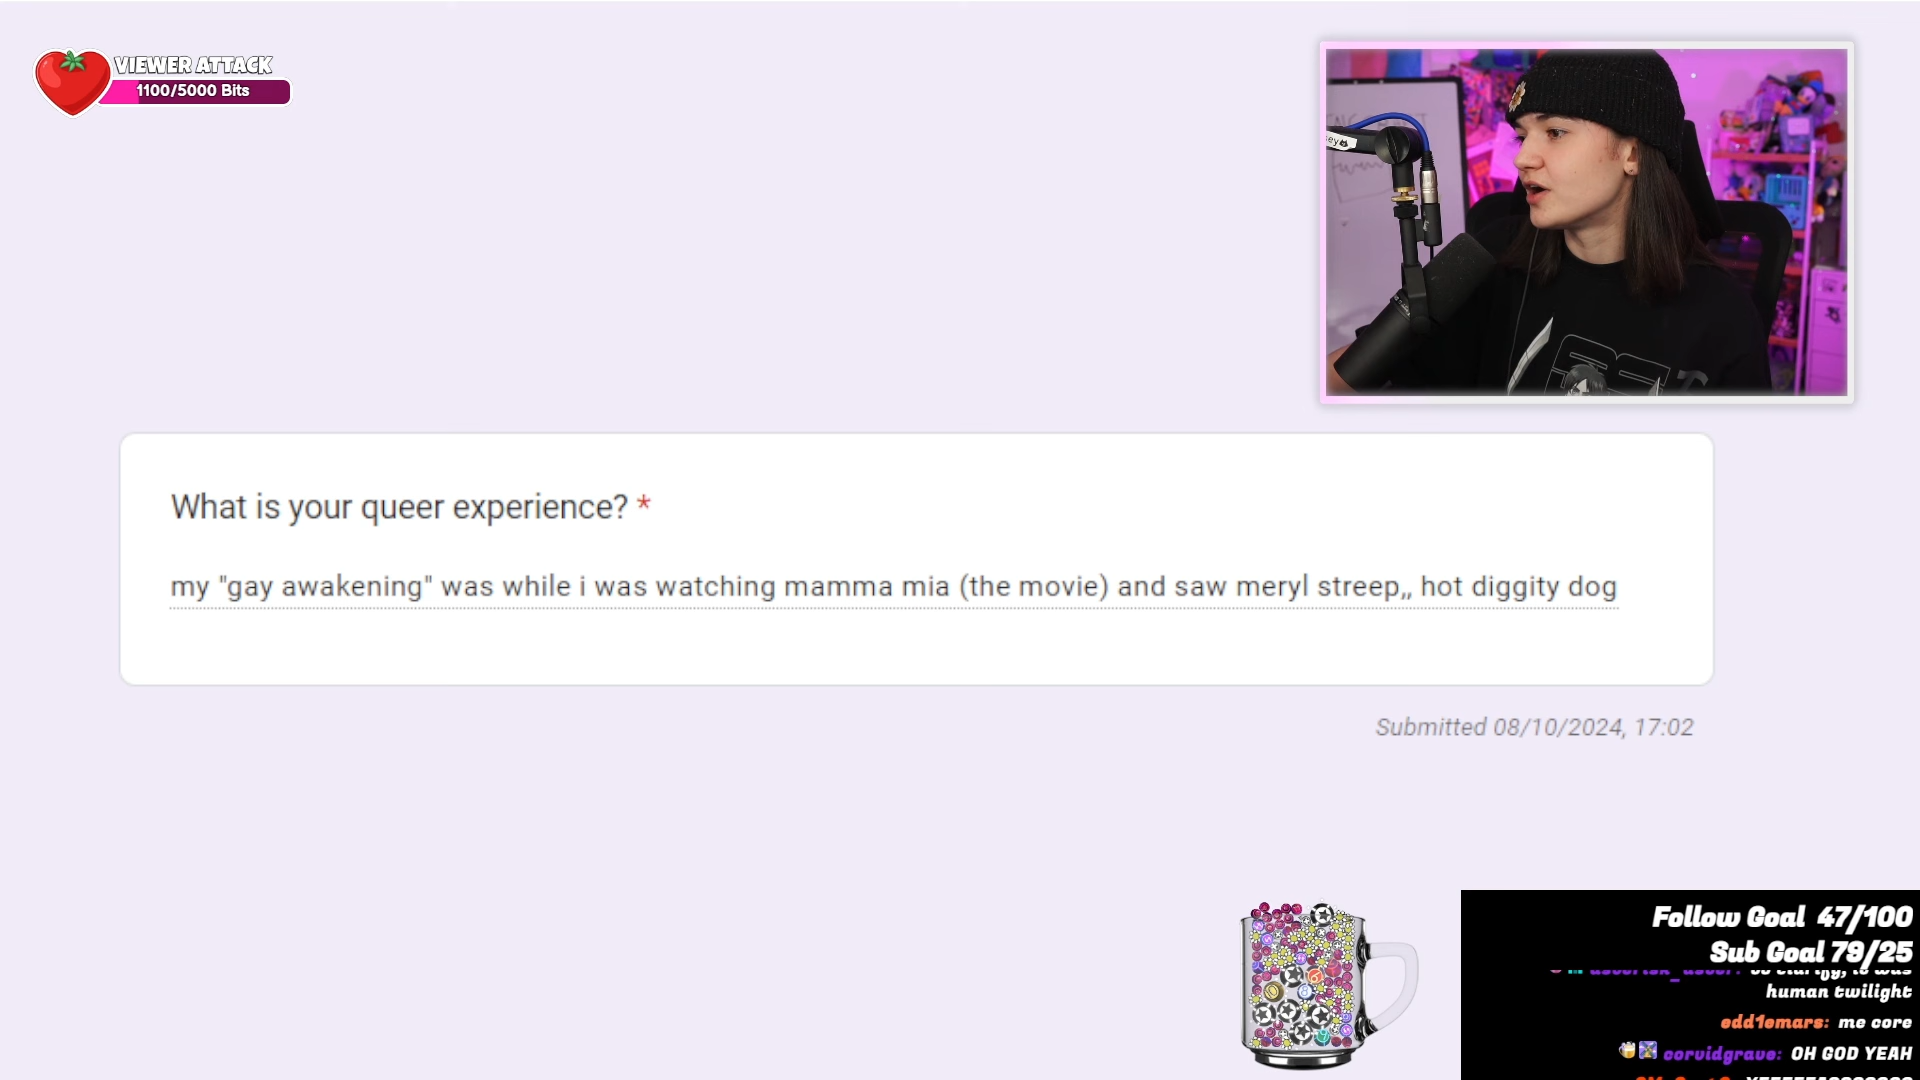 VIEWER ATTACK
1100/5000 Bits
What is your queer experience? *
my "gay awakening" was while i was watching mamma mia (the movie) and saw meryl streep,, hot diggity dog
Submitted 08/10/2024, 17:02
Follow Goal 47/100
Sub Goal 79/25
human twilight
edd1emars: me core
corvidgrave: OH GOD YEAH